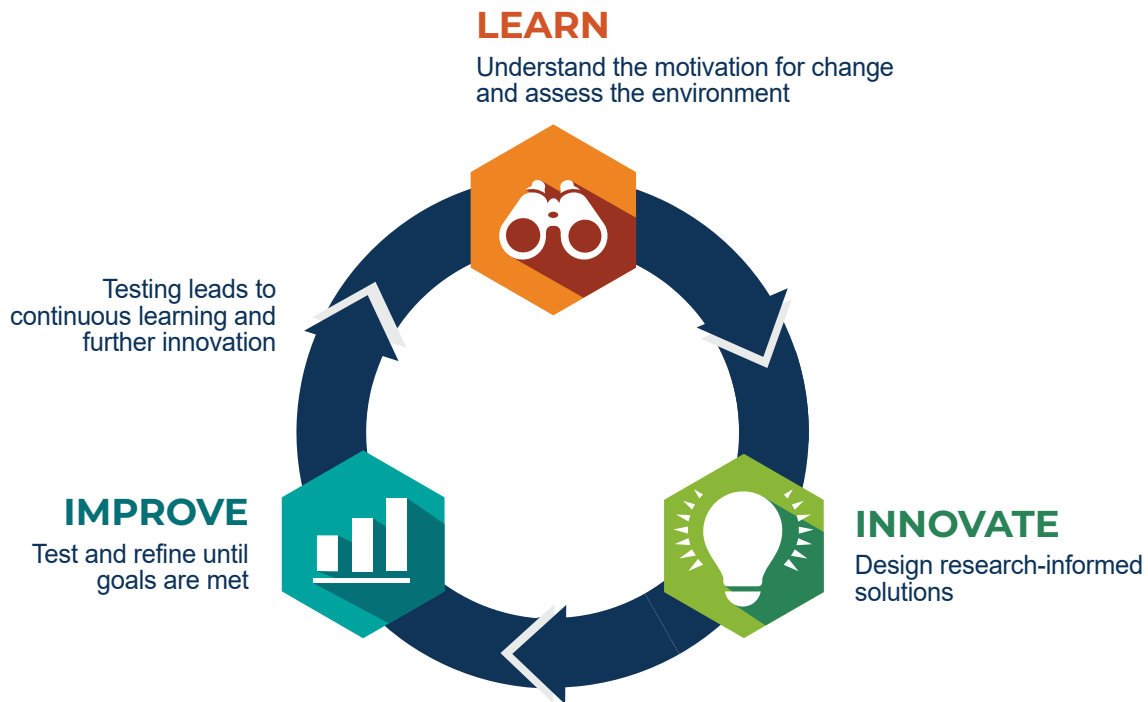 LEARN
Understand the motivation for change
and assess the environment
Testing leads to
continuous learning and
further innovation
IMPROVE
Test and refine until
goals are met
INNOVATE
Design research-informed
solutions